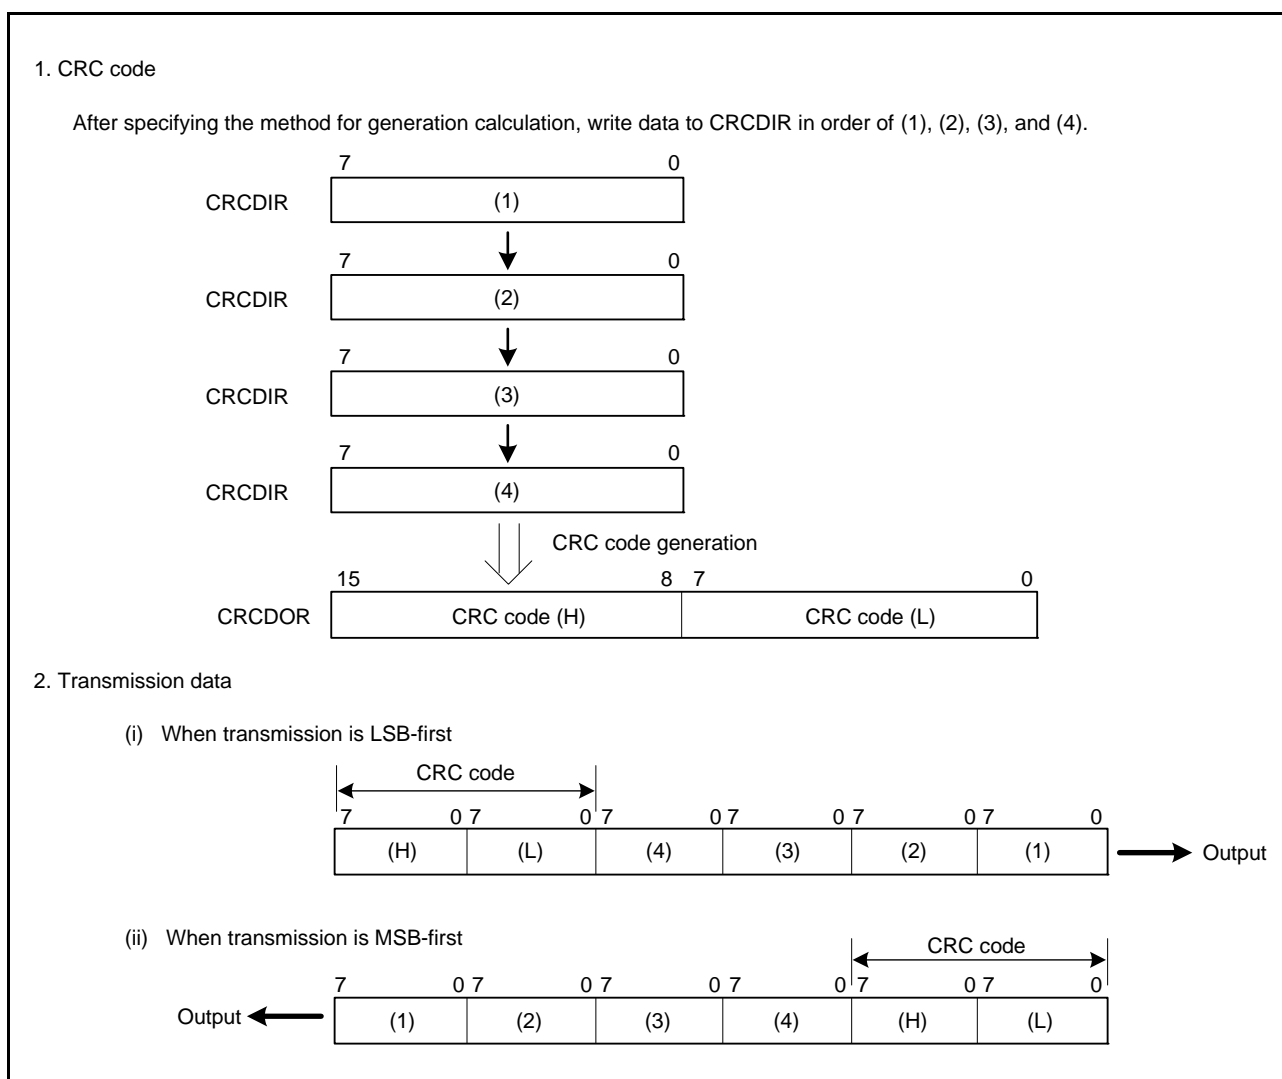 1. CRC code
After specifying the method for generation calculation, write data to CRCDIR in order of (1), (2), (3), and (4).
7 0
CRCDIR (1)
7 0
CRCDIR (2)
7 0
CRCDIR (3)
7 0
CRCDIR (4)
CRC code generation
15 8 7 0
CRCDOR CRC code (H) CRC code (L)
2. Transmission data
(i) When transmission is LSB-first
CRC code
7 0 7 0 7 0 7 0 7 0 7 0
(H) (L) (4) (3) (2) (1) Output
(ii) When transmission is MSB-first
CRC code
7 0 7 0 7 0 7 0 7 0 7 0
Output (1) (2) (3) (4) (H) (L)